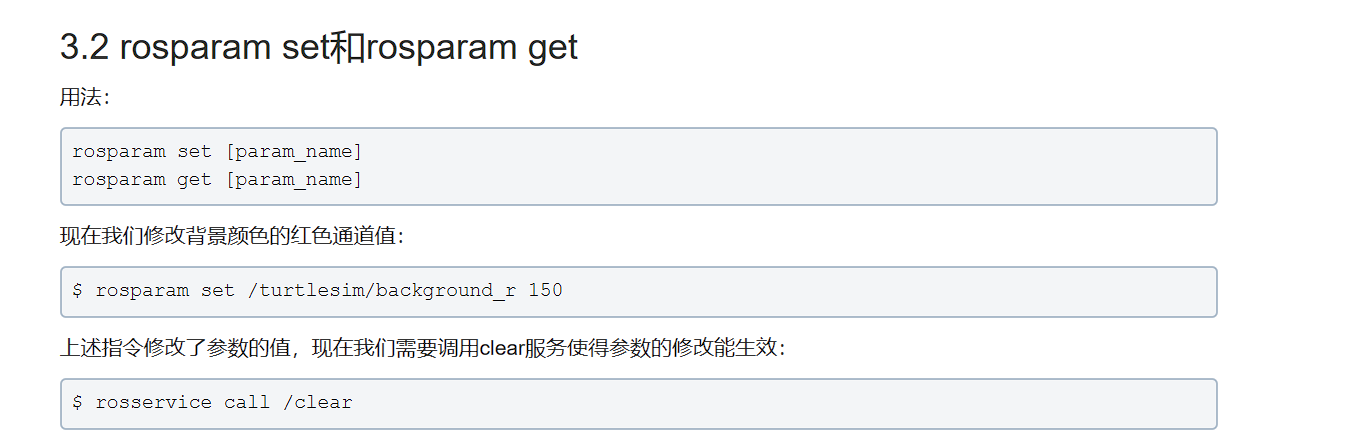 3.2 rosparam set和rosparam get
用法：
rosparam set [param_name]
rosparam get [param_name]
现在我们修改背景颜色的红色通道值：
$ rosparam set /turtlesim/background_r 150
上述指令修改了参数的值，现在我们需要调用clear服务使得参数的修改能生效：
$ rosservice call /clear